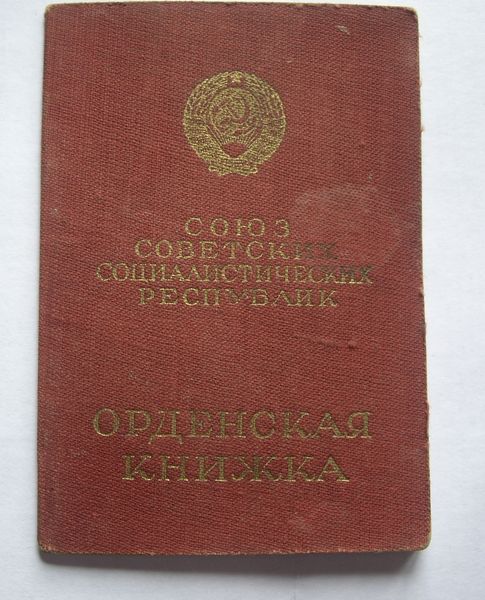 СОЮЗ
СОВЕТСКИХ
СОЦИАЛИСТИЧЕСКИХ
РЕСПУБЛИК
ОРДЕНСКАЯ
КНИЖКА